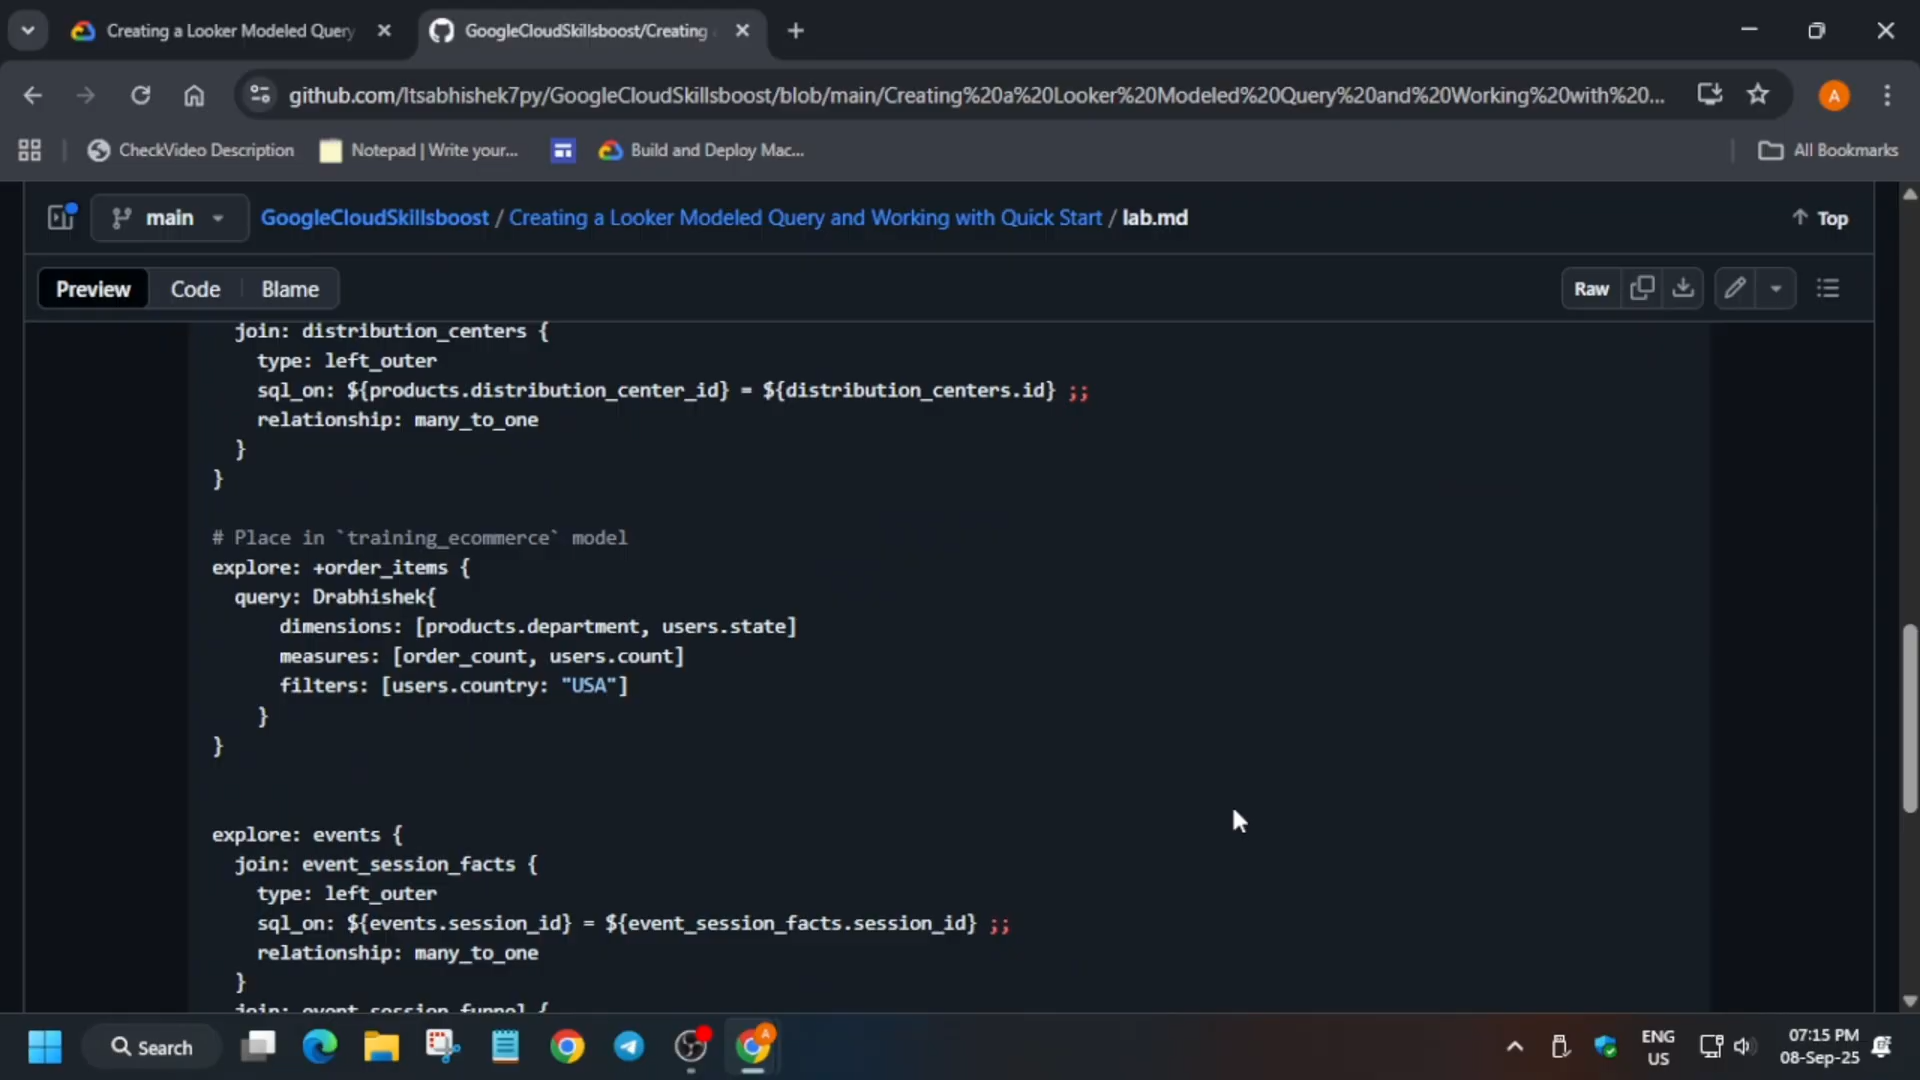 Creating a Looker Modeled Query
GoogleCloudSkillsboost/Creating
github.com/Itsabhishek7py/GoogleCloudSkillsboost/blob/main/Creating%20a%20Looker%20Modeled%20Query%20and%20Working%20with%20...
CheckVideo Description
Notepad | Write your...
Build and Deploy Mac...
All Bookmarks
main
GoogleCloudSkillsboost / Creating a Looker Modeled Query and Working with Quick Start / lab.md
Top
Preview
Code
Blame
Raw
join: distribution_centers {
type: left_outer
sql_on: ${products.distribution_center_id} = ${distribution_centers.id} ;;
relationship: many_to_one
}
}
# Place in `training_ecommerce` model
explore: +order_items {
query: Drabhishek{
dimensions: [products.department, users.state]
measures: [order_count, users.count]
filters: [users.country: "USA"]
}
}
explore: events {
join: event_session_facts {
type: left_outer
sql_on: ${events.session_id} = ${event_session_facts.session_id} ;;
relationship: many_to_one
}
join: event_session_funnel {
Search
ENG
US
07:15 PM
08-Sep-25